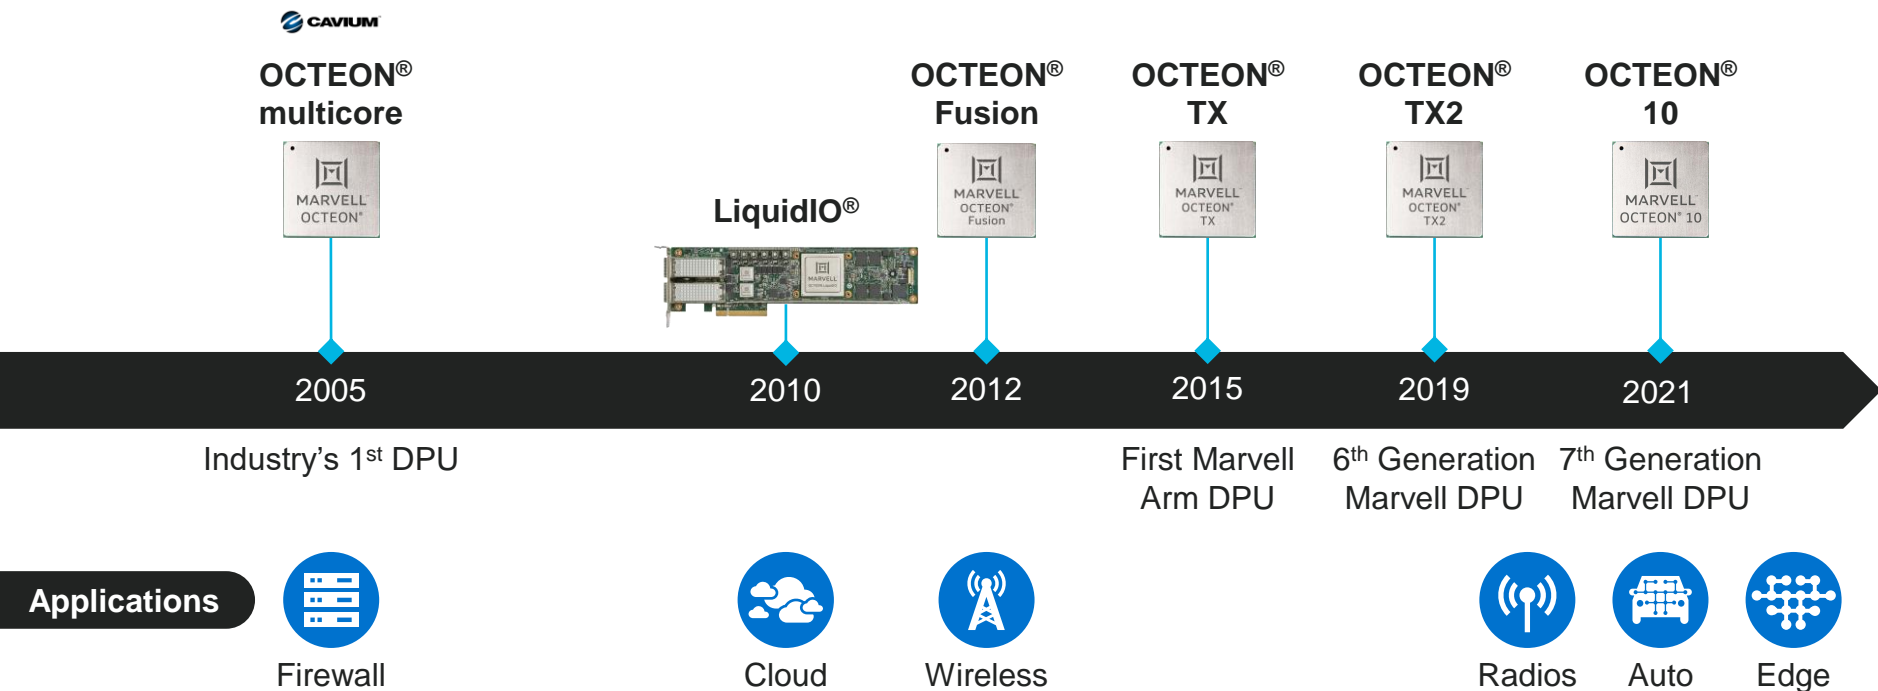 CAVIUM
OCTEON®
multicore
MARVELL
OCTEON®
LiquidIO®
MARVELL
OCTEON®
Fusion
MARVELL
OCTEON®
Fusion
OCTEON®
TX
MARVELL
OCTEON®
TX
OCTEON®
TX2
MARVELL
OCTEON®
TX2
OCTEON®
10
MARVELL
OCTEON® 10
2005
2010
2012
2015
2019
2021
Industry's 1st DPU
First Marvell
Arm DPU
6th Generation
Marvell DPU
7th Generation
Marvell DPU
Applications
Firewall
Cloud
Wireless
Radios
Auto
Edge